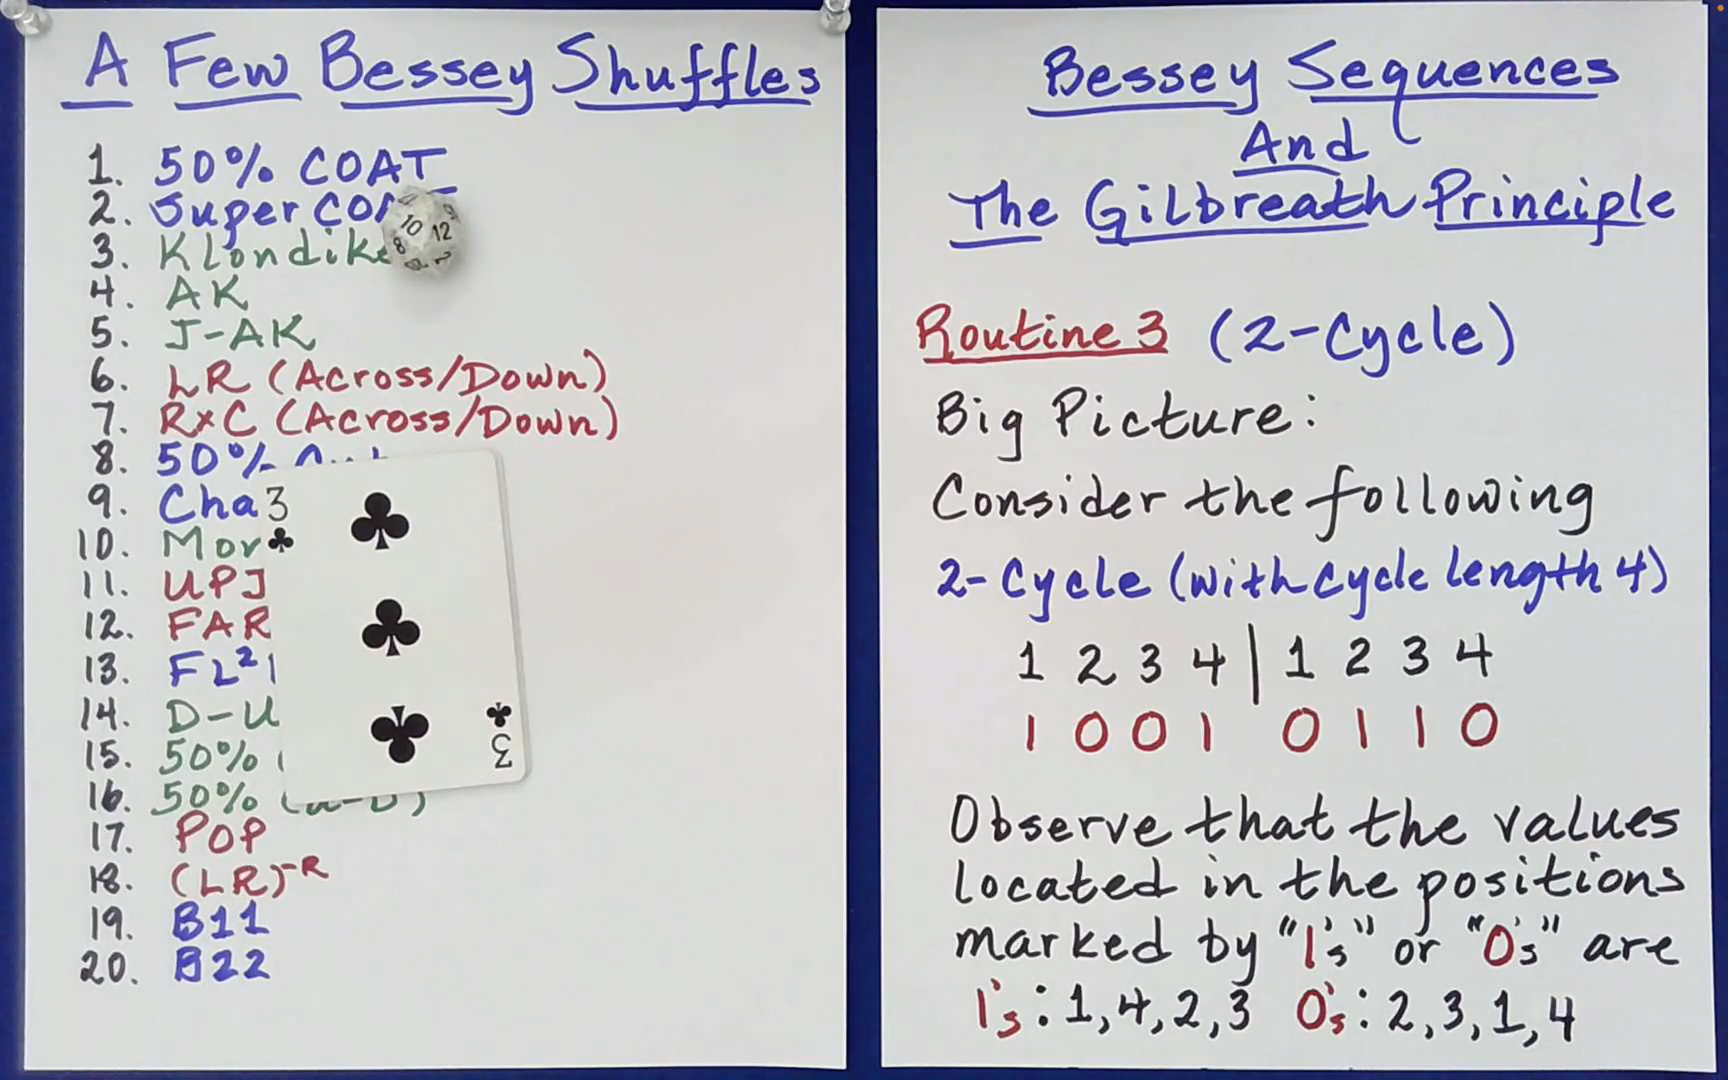 A Few Bessey Shuffles
1. 50% COAT
2. Super
3. Klondike
4. AK
5. J-AK
6. LR (Across/Down)
7. RxC (Across/Down)
8. 50%
9.
10.
11. UPJ
12. FAR
13.
14.
15. 50%
16. 50%
17. POP
18. (LR)⁻ᴿ
19. B11
20. B22
10 12
8
3
3
Bessey Sequences
And
The Gilbreath Principle
Routine 3 (2-Cycle)
Big Picture:
Consider the following
2-Cycle (with cycle length 4)
1 2 3 4 | 1 2 3 4
1 0 0 1 0 1 1 0
Observe that the values
located in the positions
marked by "1's" or "0's" are
1's: 1,4,2,3 0's: 2,3,1,4